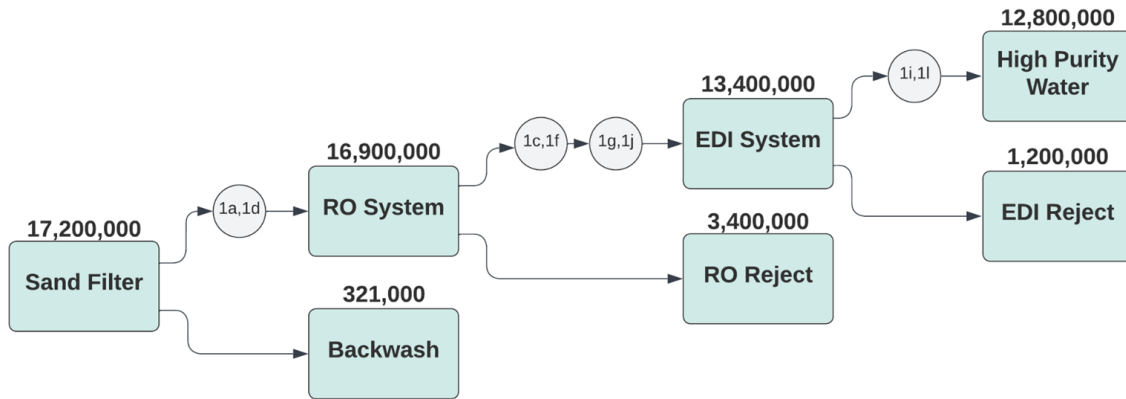 12,800,000
High Purity
Water
1i,1l
13,400,000
EDI System
1c,1f
1g,1j
16,900,000
RO System
1,200,000
EDI Reject
1a,1d
17,200,000
Sand Filter
3,400,000
RO Reject
321,000
Backwash